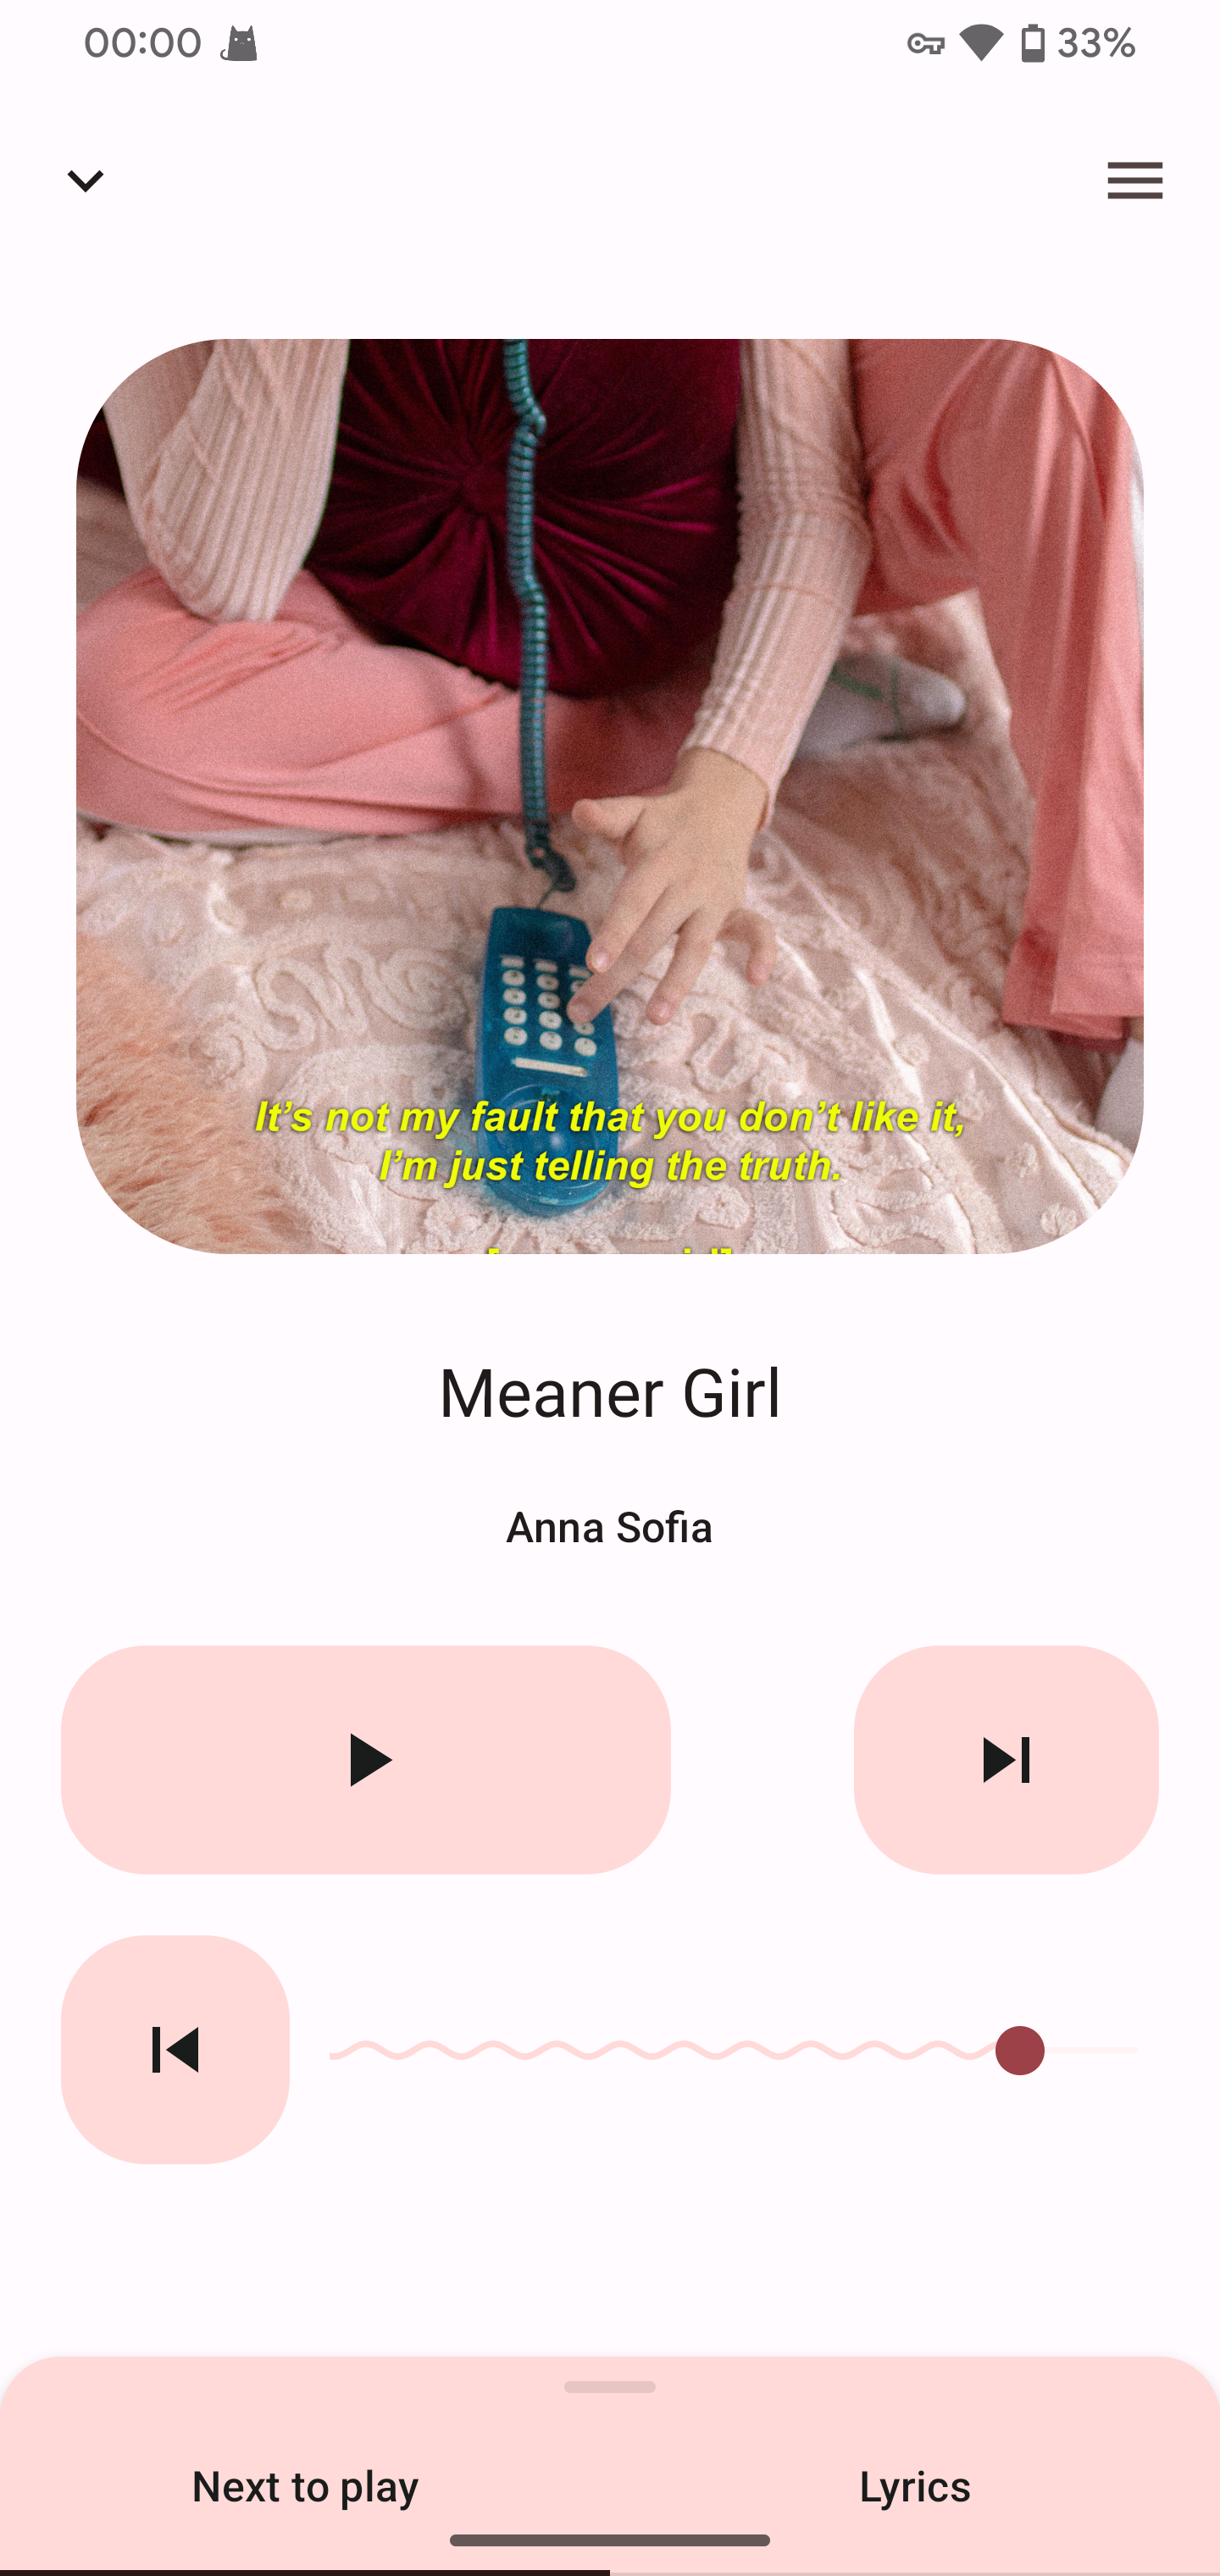 00:00
33%
It's not my fault that you don't like it,
I'm just telling the truth.
Meaner Girl
Anna Sofia
Next to play
Lyrics